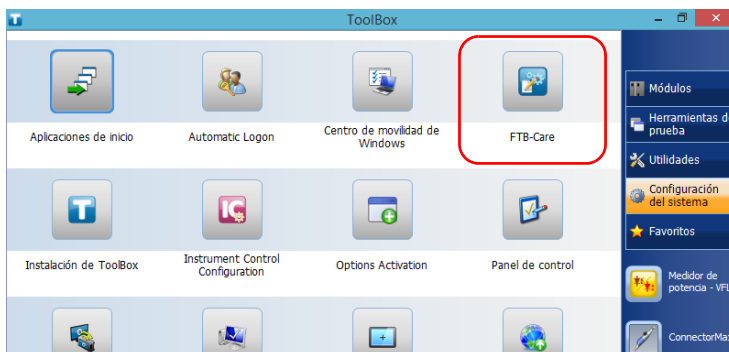 ToolBox
Aplicaciones de inicio
Automatic Logon
Centro de movilidad de
Windows
FTB-Care
Instalación de ToolBox
Instrument Control
Configuration
Options Activation
Panel de control
Módulos
Herramientas d
prueba
Utilidades
Configuración
del sistema
Favoritos
Medidor de
potencia - VFL
ConnectorMax